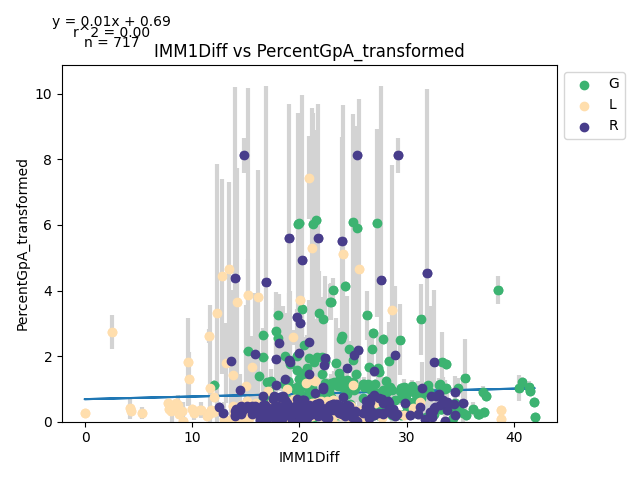 y = 0.01x + 0.69
r^2 = 0.00
n = 717
IMM1Diff vs PercentGpA_transformed
G
L
R
PercentGpA_transformed
10
8
6
4
2
0
0
10
20
30
40
IMM1Diff